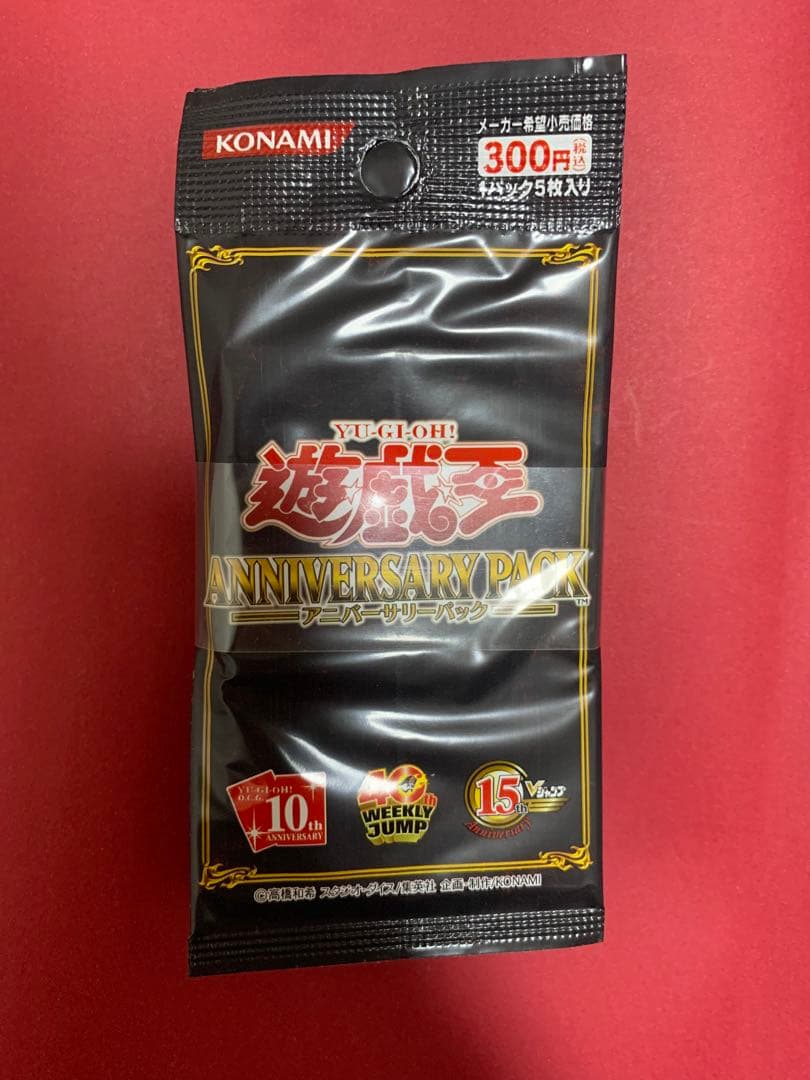 KONAMI
メーカー希望小売価格
300円(税込)
1パック5枚入り
YU-GI-OH!
遊戯王
ANNIVERSARY PACK™
アニバーサリーパック
YU-GI-OH!
O.C.G.
10th
ANNIVERSARY
40th
WEEKLY
JUMP
15th
Vジャンプ
ANNIVERSARY
©高橋和希 スタジオ・ダイス/集英社 企画・制作/KONAMI